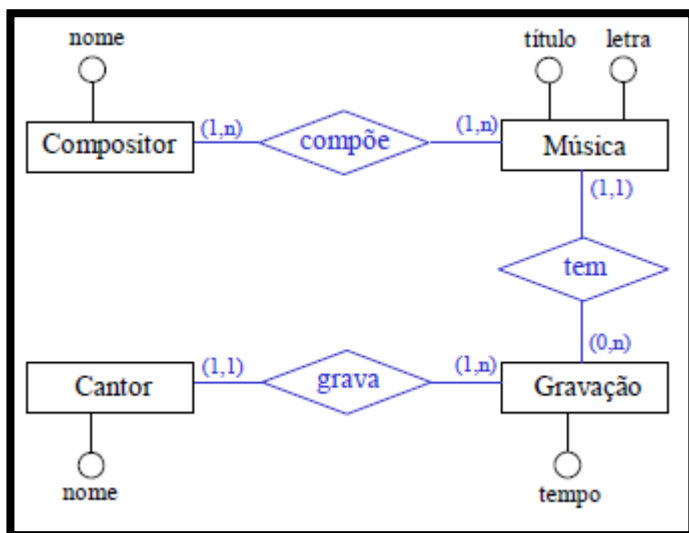 nome
título letra
Compositor (1,n) compõe (1,n) Música
(1,1)
tem
(0,n)
Cantor (1,1) grava (1,n) Gravação
nome
tempo